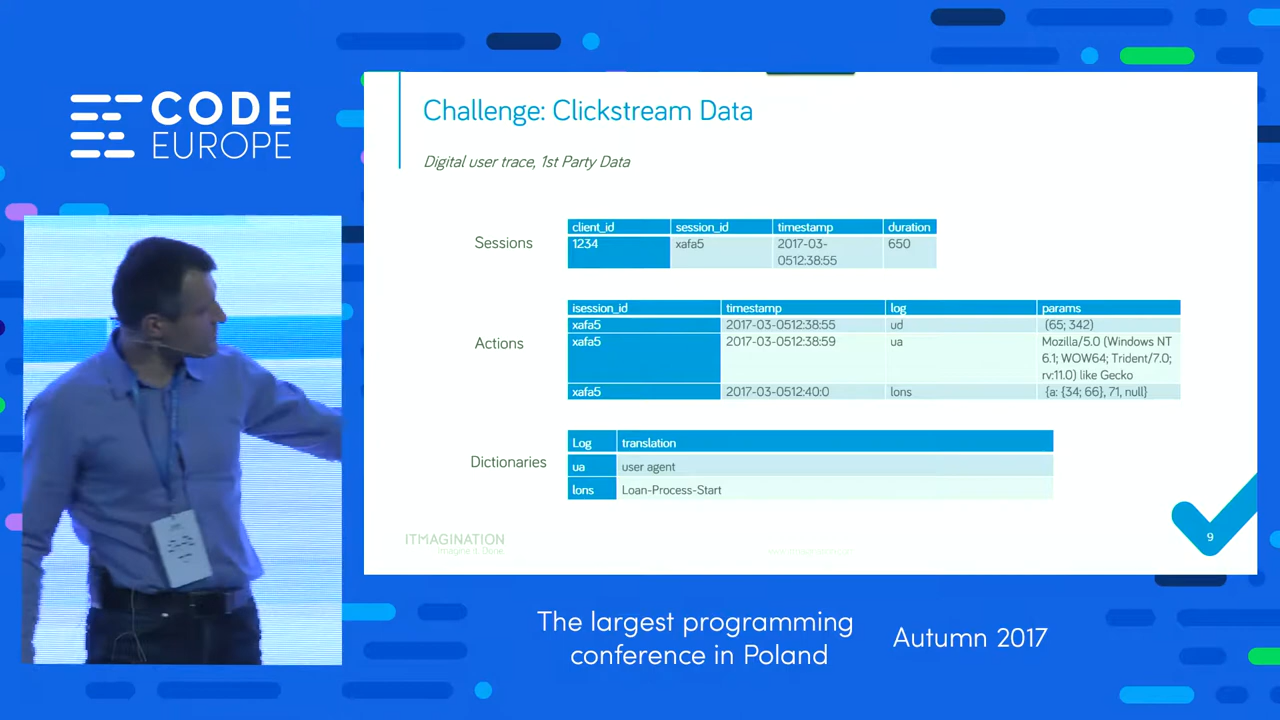 CODE
EUROPE
Challenge: Clickstream Data
Digital user trace, 1st Party Data
Sessions
client_id session_id timestamp duration
1234 xafa5 2017-03-
0512:38:55 650
Actions
isession_id timestamp log params
xafa5 2017-03-0512:38:55 ud (65; 342)
xafa5 2017-03-0512:38:59 ua Mozilla/5.0 (Windows NT
6.1; WOW64; Trident/7.0;
rv:11.0) like Gecko
xafa5 2017-03-0512:40:0 lons {a: {34; 66}, 71, null}
Dictionaries
Log translation
ua user agent
lons Loan-Process-Start
ITMAGINATION
Imagine it. Done.
9
The largest programming
conference in Poland
Autumn 2017